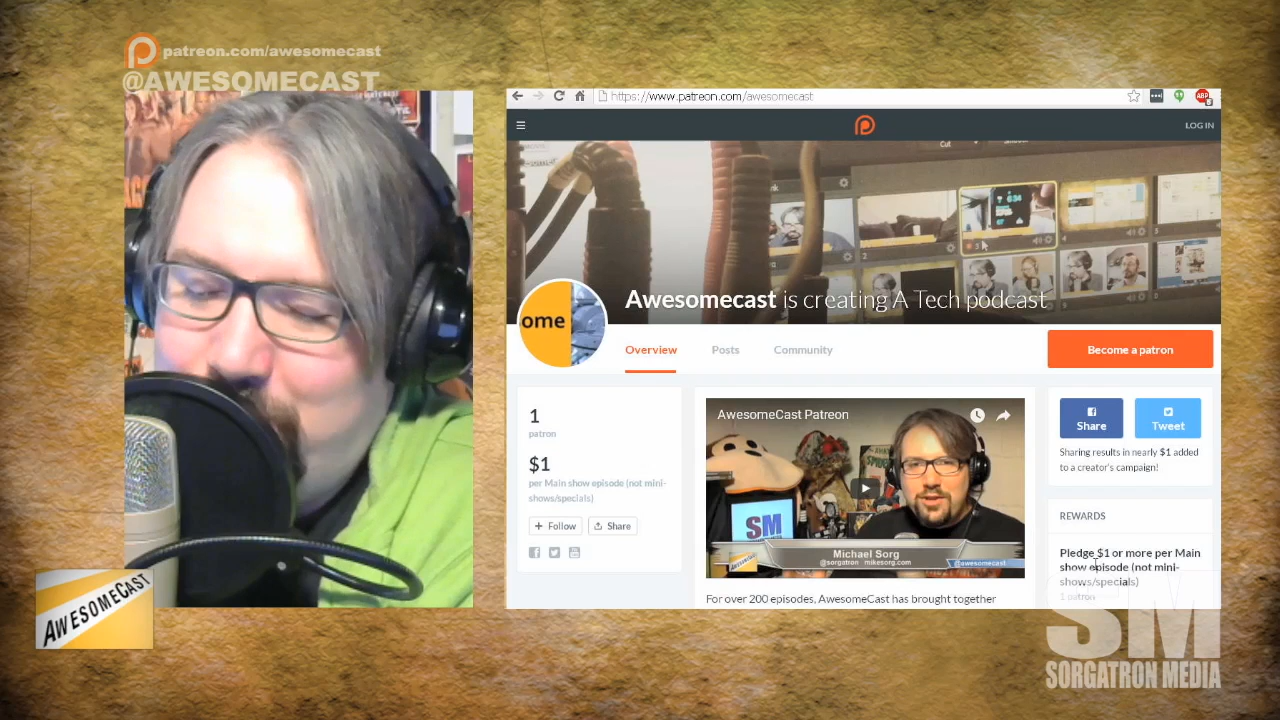 patreon.com/awesomecast
@AWESOMECAST
https://www.patreon.com/awesomecast
ABP
LOG IN
Cut
Awesomecast is creating A Tech podcast
ome
Overview
Posts
Community
Become a patron
1
patron
$1
per Main show episode (not mini-
shows/specials)
+ Follow
Share
AwesomeCast Patreon
SM
Michael Sorg
@sorgatron mikesorg.com
@awesomecast
For over 200 episodes, AwesomeCast has brought together
Share
Tweet
Sharing results in nearly $1 added
to a creator's campaign!
REWARDS
Pledge $1 or more per Main
show episode (not mini-
shows/specials)
1 patron
AWESOMECAST
SM
SORGATRON MEDIA